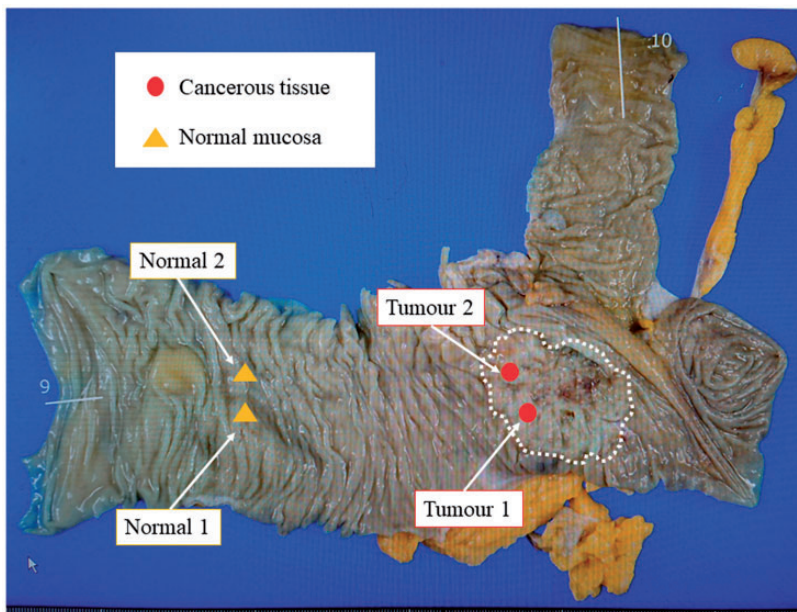 10
Cancerous tissue
Normal mucosa
Normal 2
Tumour 2
9
Normal 1
Tumour 1